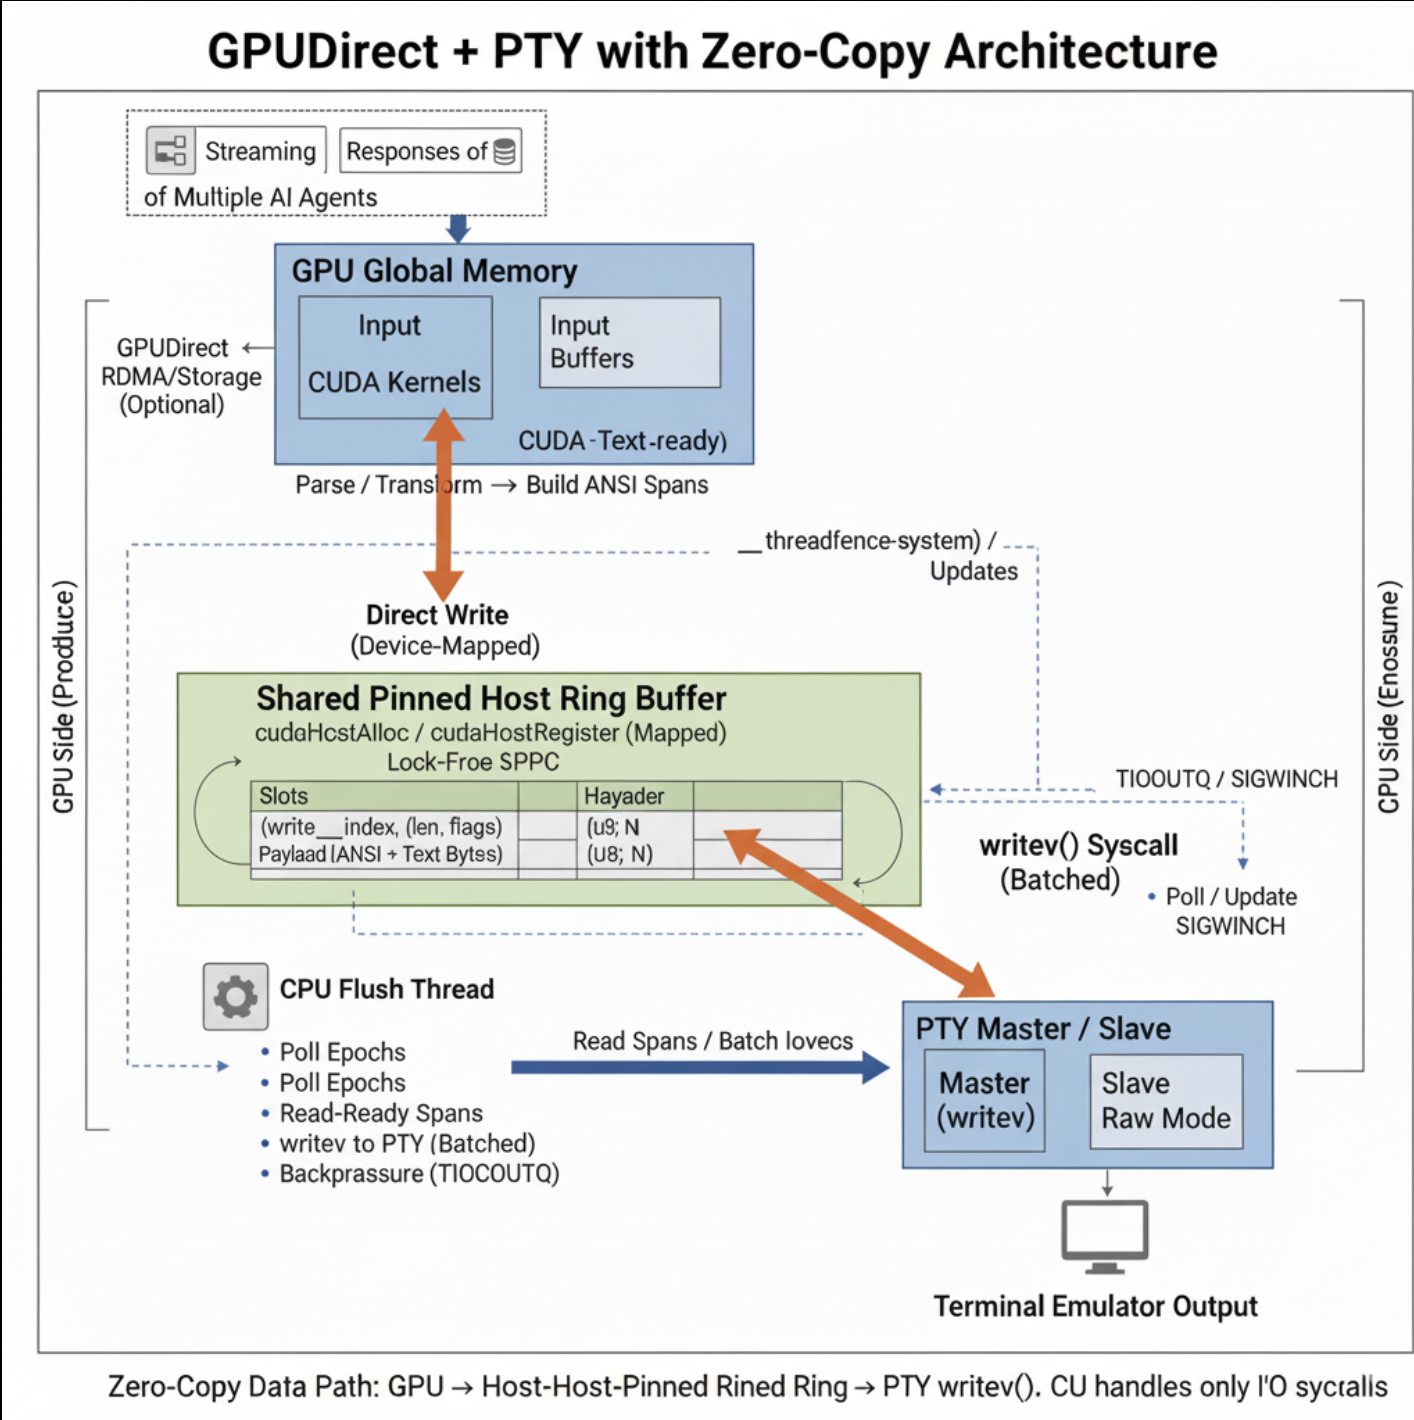 GPUDirect + PTY with Zero-Copy Architecture
Streaming
Responses of
of Multiple AI Agents
GPU Global Memory
Input
CUDA Kernels
Input
Buffers
CUDA-Text-ready)
GPUDirect
RDMA/Storage
(Optional)
Parse / Transform → Build ANSI Spans
__threadfence-system) /
Updates
Direct Write
(Device-Mapped)
GPU Side (Produce)
CPU Side (Enossune)
Shared Pinned Host Ring Buffer
cudaHcstAlloc / cudaHostRegister (Mapped)
Lock-Froe SPPC
Slots
Hayader
(write__index, (len, flags)
(u9; N
Paylaad (ANSI + Text Bytes)
(U8; N)
TIOOUTQ / SIGWINCH
writev() Syscall
(Batched)
• Poll / Update
SIGWINCH
CPU Flush Thread
• Poll Epochs
• Poll Epochs
• Read-Ready Spans
• writev to PTY (Batched)
• Backprassure (TIOCOUTQ)
Read Spans / Batch lovecs
PTY Master / Slave
Master
(writev)
Slave
Raw Mode
Terminal Emulator Output
Zero-Copy Data Path: GPU → Host-Host-Pinned Rined Ring → PTY writev(). CU handles only I'O sycralls